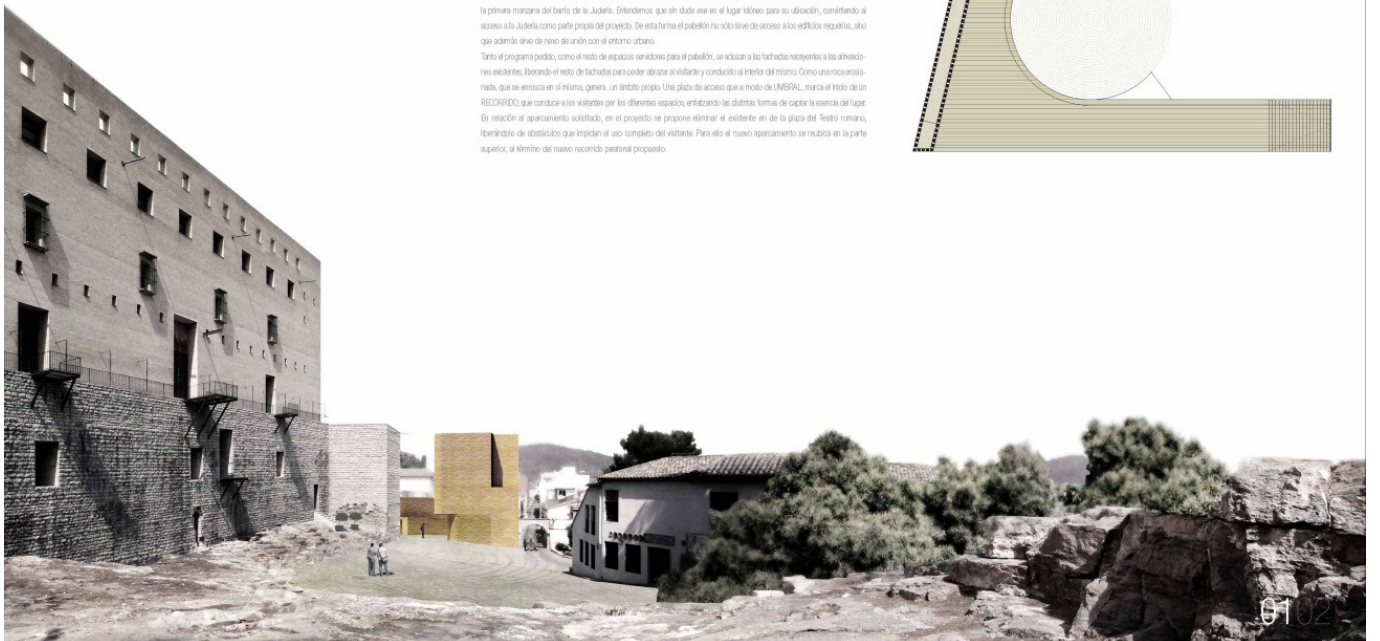 la primera manzana del barrio de la Judería. Entendemos que sin duda ese es el lugar idóneo para su ubicación, convirtiendo al
acceso a la Judería como parte propia del proyecto. De esta forma el pabellón no sólo sirve de acceso a los edificios requeridos, sino
que además sirve de nexo de unión con el entorno urbano.
Tanto el programa pedido, como el resto de espacios servidores para el pabellón, se adosan a las fachadas recayentes a las alineacio-
nes existentes, liberando el resto de fachadas para poder abrazar al visitante y conducirlo al interior del mismo. Como una roca erosio-
nada, que se enrosca en sí misma, genera un ámbito propio. Una plaza de acceso que a modo de UMBRAL, marca el inicio de un
RECORRIDO, que conduce a los visitantes por los diferentes espacios, enfatizando las distintas formas de captar la esencia del lugar.
En relación al aparcamiento solicitado, en el proyecto se propone eliminar el existente en de la plaza del Teatro romano,
liberándolo de obstáculos que impidan el uso completo del visitante. Para ello el nuevo aparcamiento se reubica en la parte
superior, al término del nuevo recorrido peatonal propuesto.
01 02